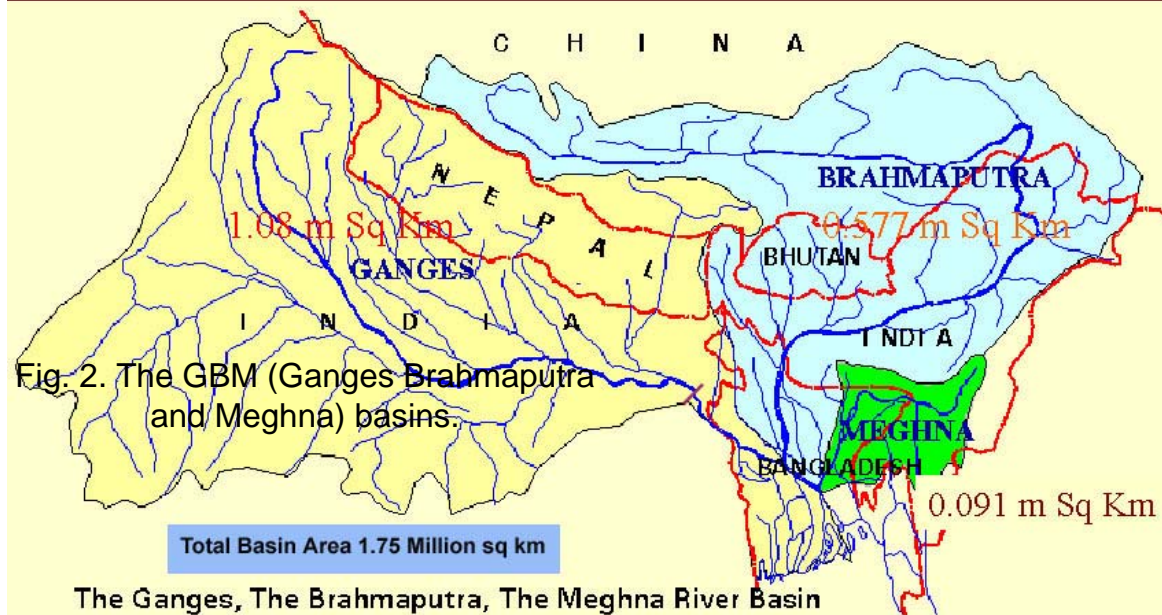 C H I N A
BRAHMAPUTRA
NEPAL
1.08 m Sq Km
0.577 m Sq Km
BHUTAN
GANGES
I N D I A
INDIA
Fig. 2. The GBM (Ganges Brahmaputra
and Meghna) basins.
MEGHNA
BANGLADESH
0.091 m Sq Km
Total Basin Area 1.75 Million sq km
The Ganges, The Brahmaputra, The Meghna River Basin